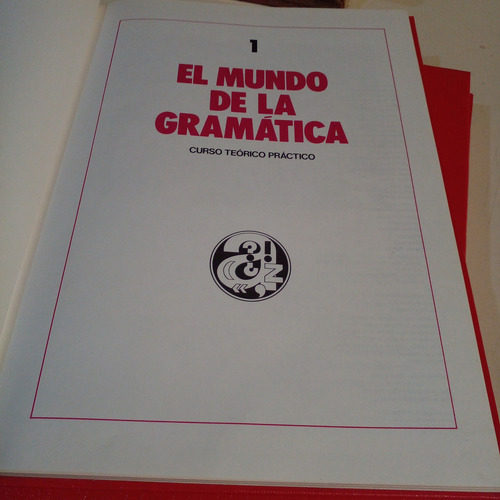 1
EL MUNDO
DE LA
GRAMÁTICA
CURSO TEÓRICO PRÁCTICO